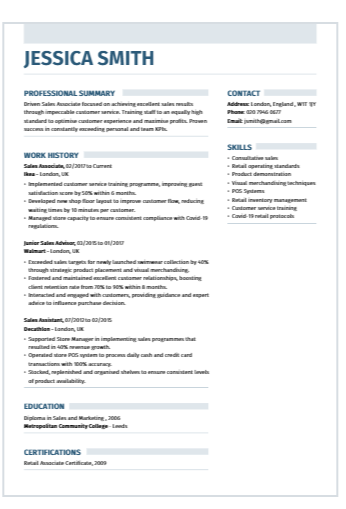 JESSICA SMITH
PROFESSIONAL SUMMARY
Driven Sales Associate focused on achieving excellent sales results
through impeccable customer service. Training staff to an equally high
standard to optimise customer experience and maximise profits. Proven
success in constantly exceeding personal and team KPIs.
WORK HISTORY
Sales Associate, 02/2017 to Current
Ikea – London, UK
• Implemented customer service training programme, improving guest
satisfaction score by 50% within 6 months.
• Developed new shop floor layout to improve customer flow, reducing
waiting times by 10 minutes per customer.
• Managed store capacity to ensure consistent compliance with Covid-19
regulations.
Junior Sales Advisor, 03/2015 to 01/2017
Walmart – London, UK
• Exceeded sales targets for newly launched swimwear collection by 40%
through strategic product placement and visual merchandising.
• Fostered and maintained excellent customer relationships, boosting
client retention rate from 70% to 90% within 8 months.
• Interacted and engaged with customers, providing guidance and expert
advice to influence purchase decision.
Sales Assistant, 07/2012 to 02/2015
Decathlon – London, UK
• Supported Store Manager in implementing sales programmes that
resulted in 40% revenue growth.
• Operated store POS system to process daily cash and credit card
transactions with 100% accuracy.
• Stocked, replenished and organised shelves to ensure consistent levels
of product availability.
EDUCATION
Diploma in Sales and Marketing, 2006
Metropolitan Community College - Leeds
CERTIFICATIONS
Retail Associate Certificate, 2009
CONTACT
Address: London, England,
Phone: 020 7946 0677
Email: jsmith@gmail.com
SKILLS
• Consultative sales
• Retail operating standards
• Product demonstration
• Visual merchandising techniques
• POS Systems
• Retail inventory management
• Customer service training
• Covid-19 retail protocols